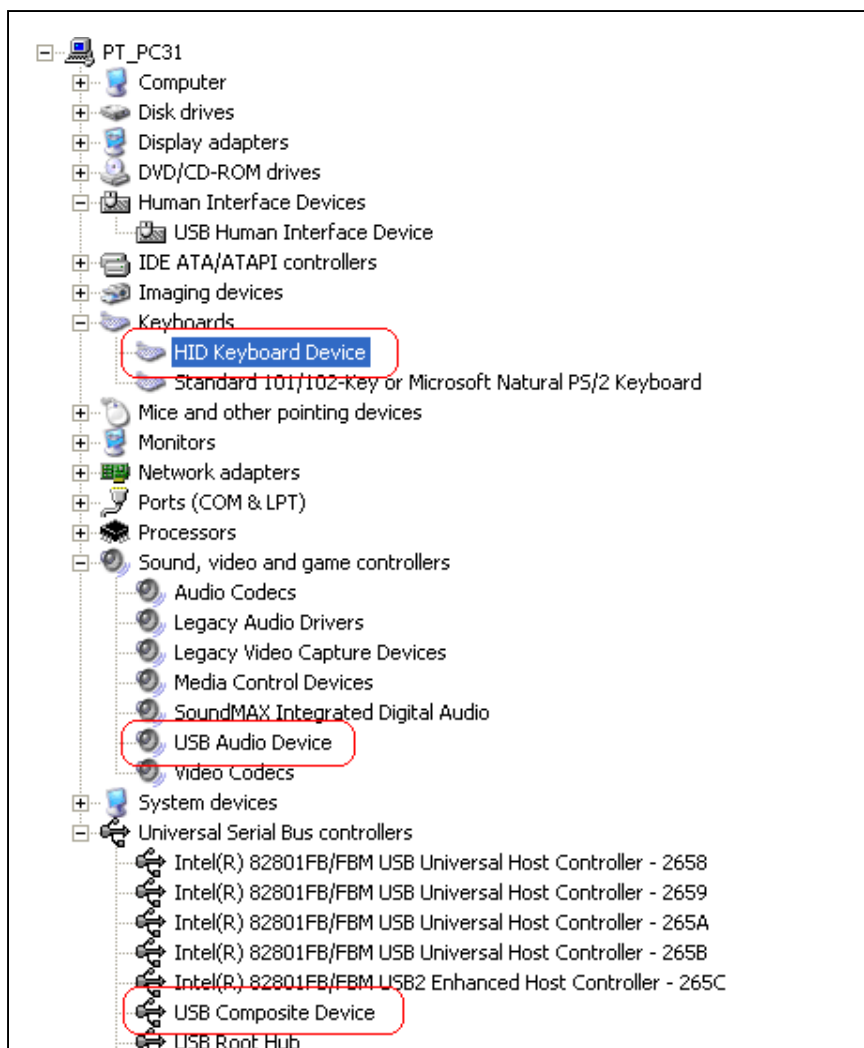 PT_PC31
Computer
Disk drives
Display adapters
DVD/CD-ROM drives
Human Interface Devices
USB Human Interface Device
IDE ATA/ATAPI controllers
Imaging devices
Keyboards
HID Keyboard Device
Standard 101/102-Key or Microsoft Natural PS/2 Keyboard
Mice and other pointing devices
Monitors
Network adapters
Ports (COM & LPT)
Processors
Sound, video and game controllers
Audio Codecs
Legacy Audio Drivers
Legacy Video Capture Devices
Media Control Devices
SoundMAX Integrated Digital Audio
USB Audio Device
Video Codecs
System devices
Universal Serial Bus controllers
Intel(R) 82801FB/FBM USB Universal Host Controller - 2658
Intel(R) 82801FB/FBM USB Universal Host Controller - 2659
Intel(R) 82801FB/FBM USB Universal Host Controller - 265A
Intel(R) 82801FB/FBM USB Universal Host Controller - 265B
Intel(R) 82801FB/FBM USB2 Enhanced Host Controller - 265C
USB Composite Device
USB Root Hub